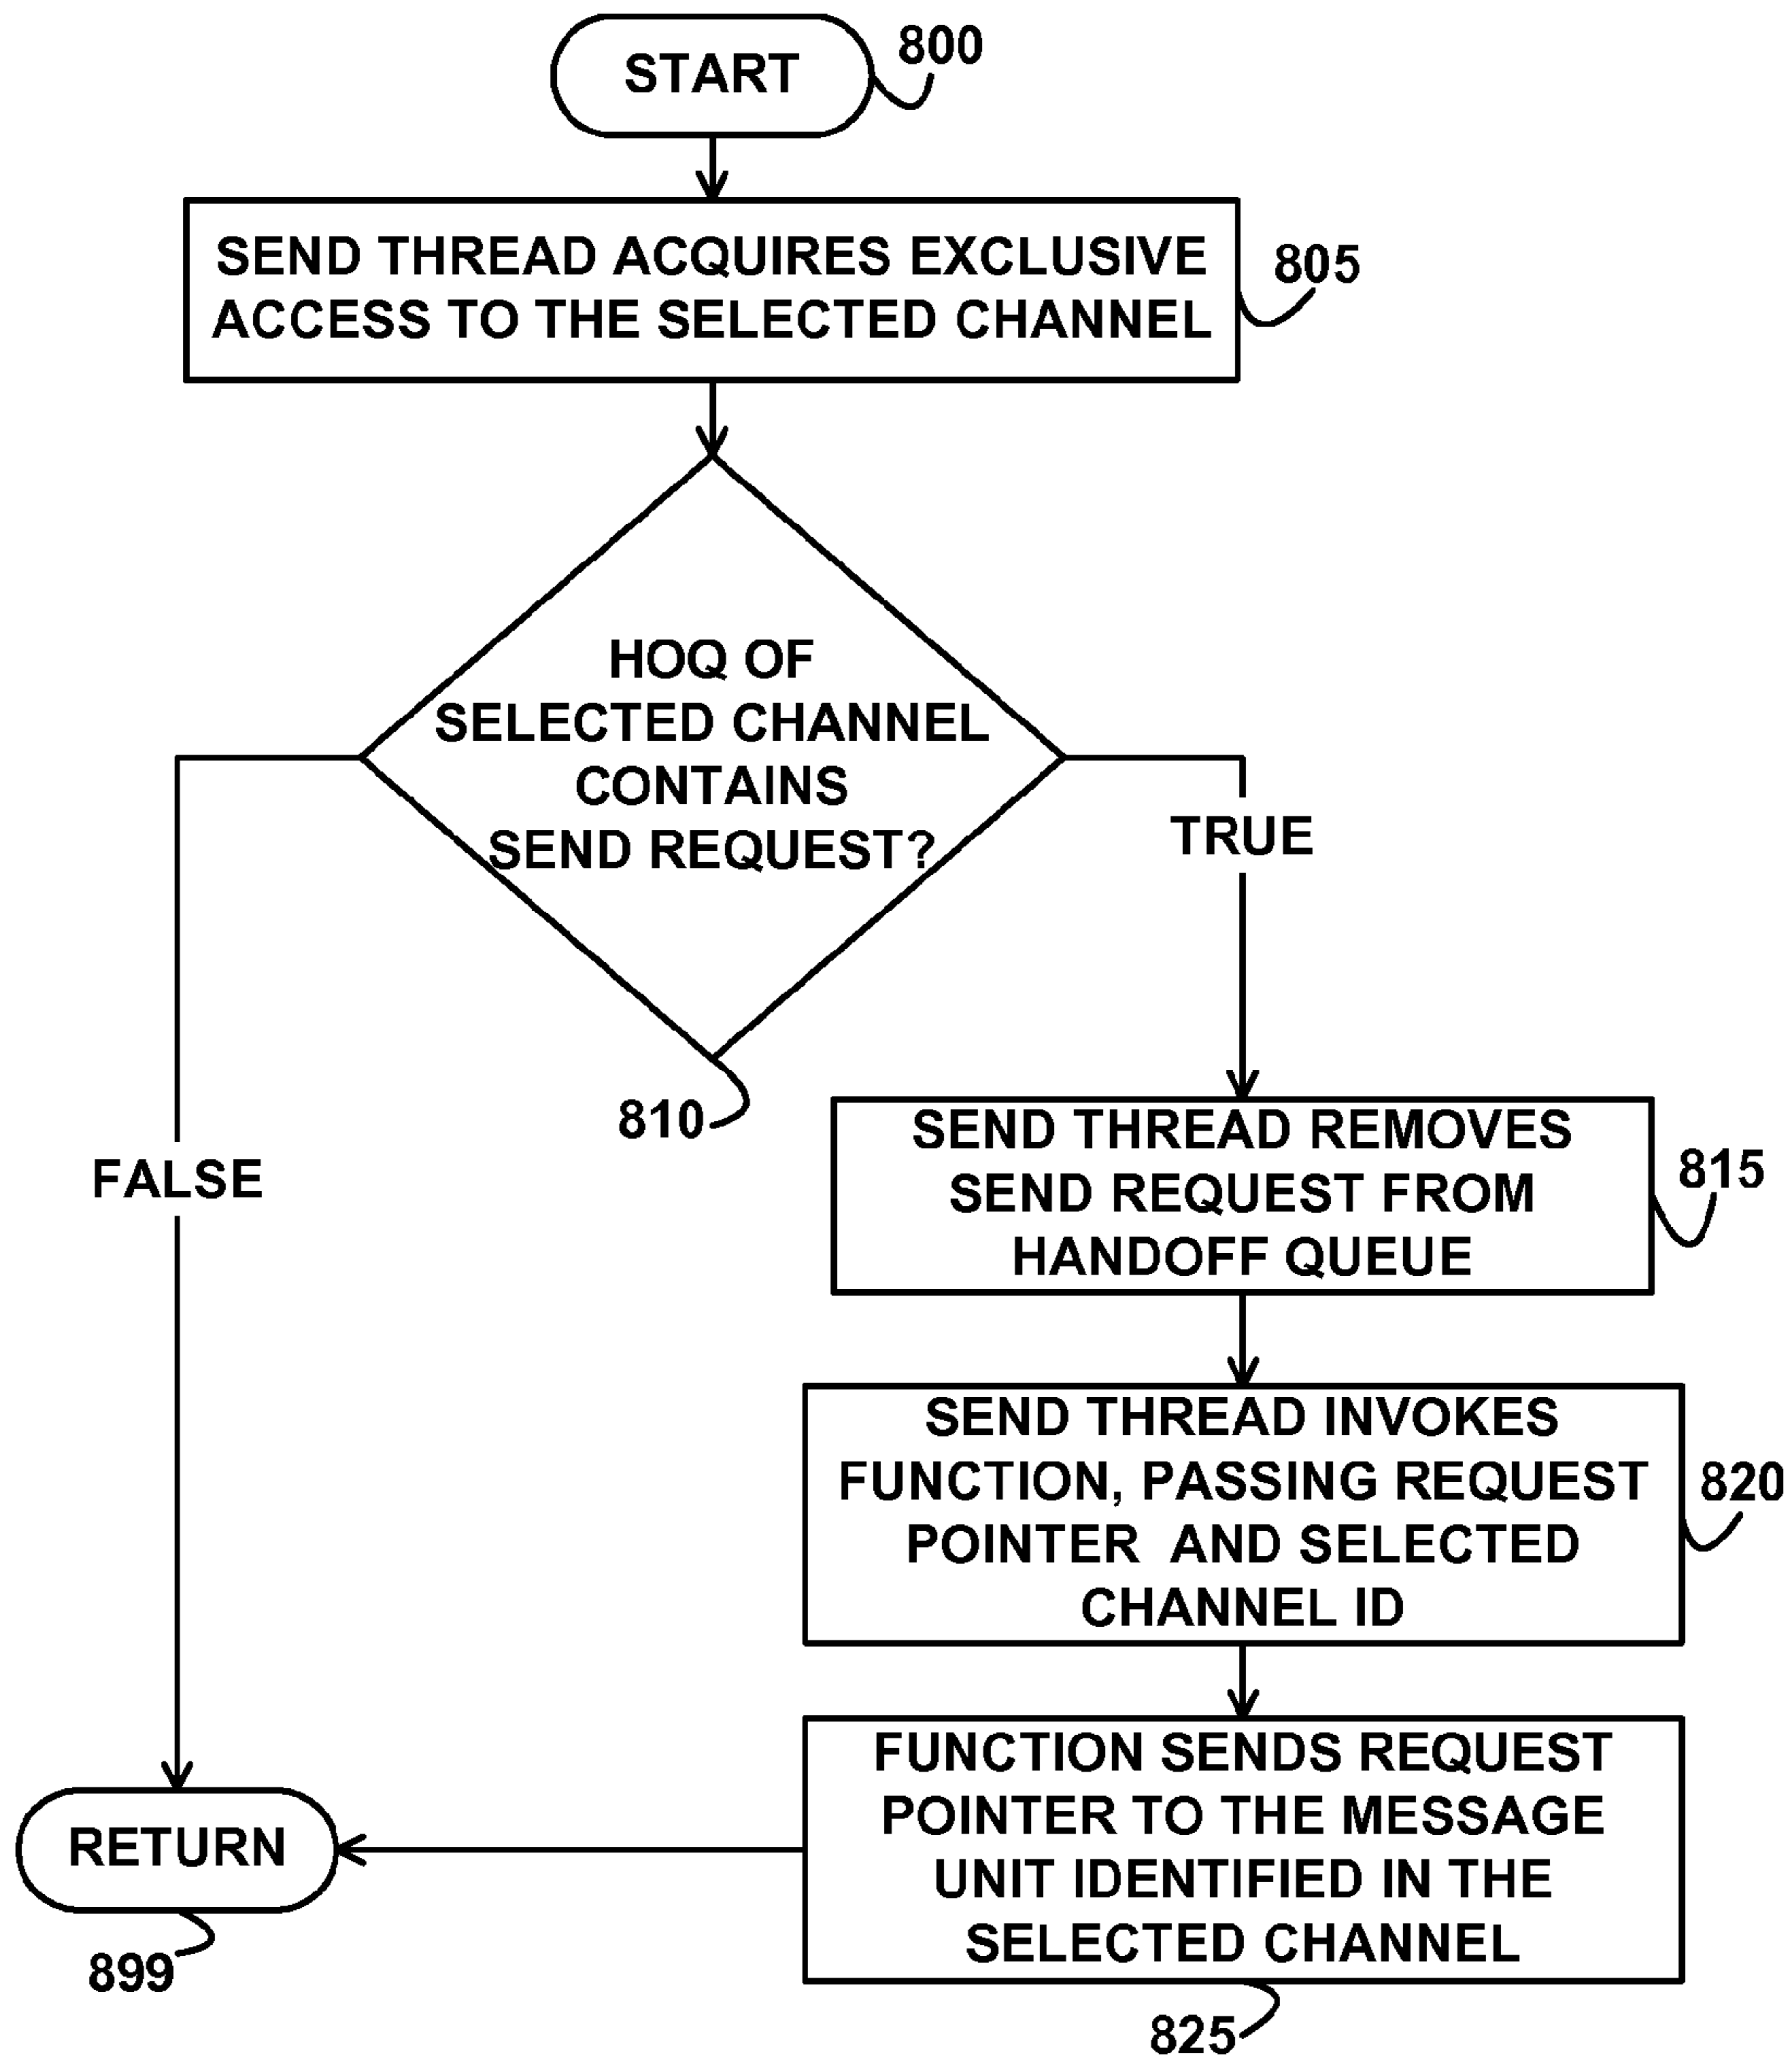 START
800
SEND THREAD ACQUIRES EXCLUSIVE
ACCESS TO THE SELECTED CHANNEL
805
HOQ OF
SELECTED CHANNEL
CONTAINS
SEND REQUEST?
810
TRUE
FALSE
SEND THREAD REMOVES
SEND REQUEST FROM
HANDOFF QUEUE
815
SEND THREAD INVOKES
FUNCTION, PASSING REQUEST
POINTER AND SELECTED
CHANNEL ID
820
FUNCTION SENDS REQUEST
POINTER TO THE MESSAGE
UNIT IDENTIFIED IN THE
SELECTED CHANNEL
825
RETURN
899